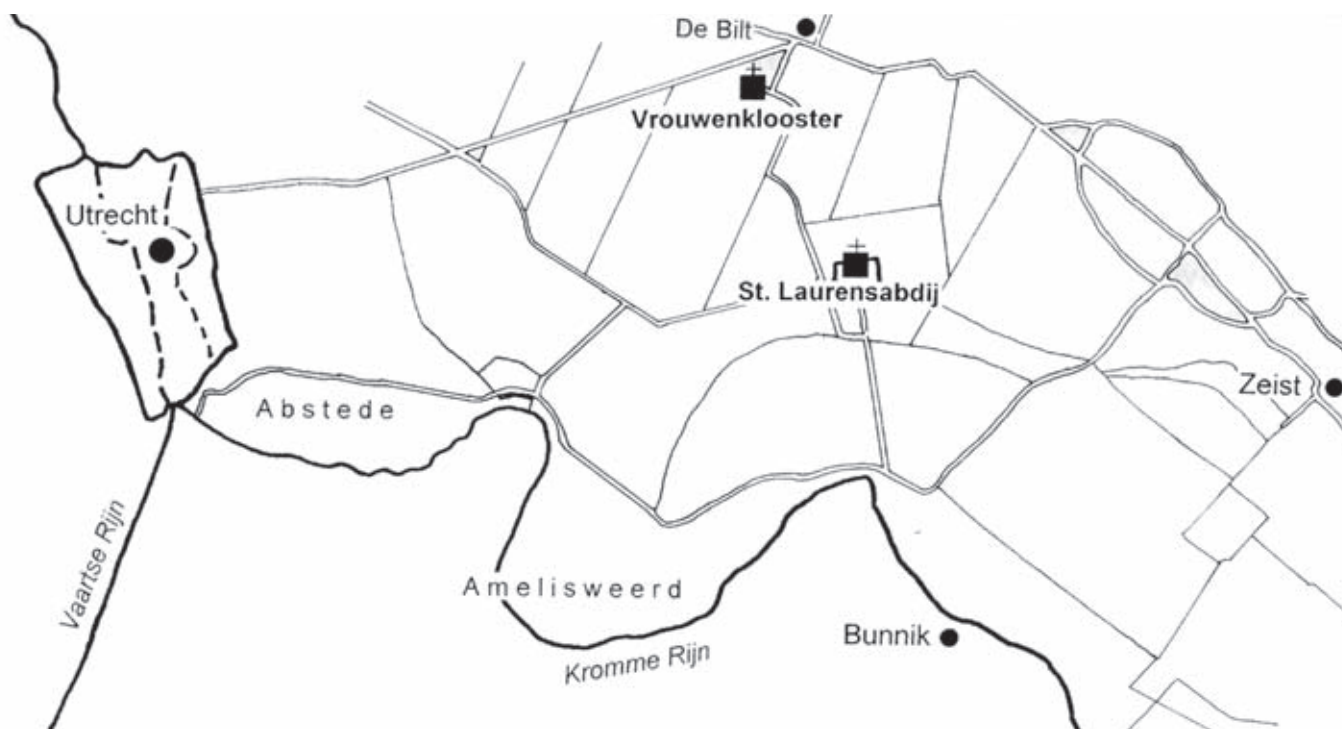 De Bilt
Vrouwenklooster
Utrecht
St. Laurensabdij
Zeist
Abstede
Vaartse Rijn
Amelisweerd
Bunnik
Kromme Rijn